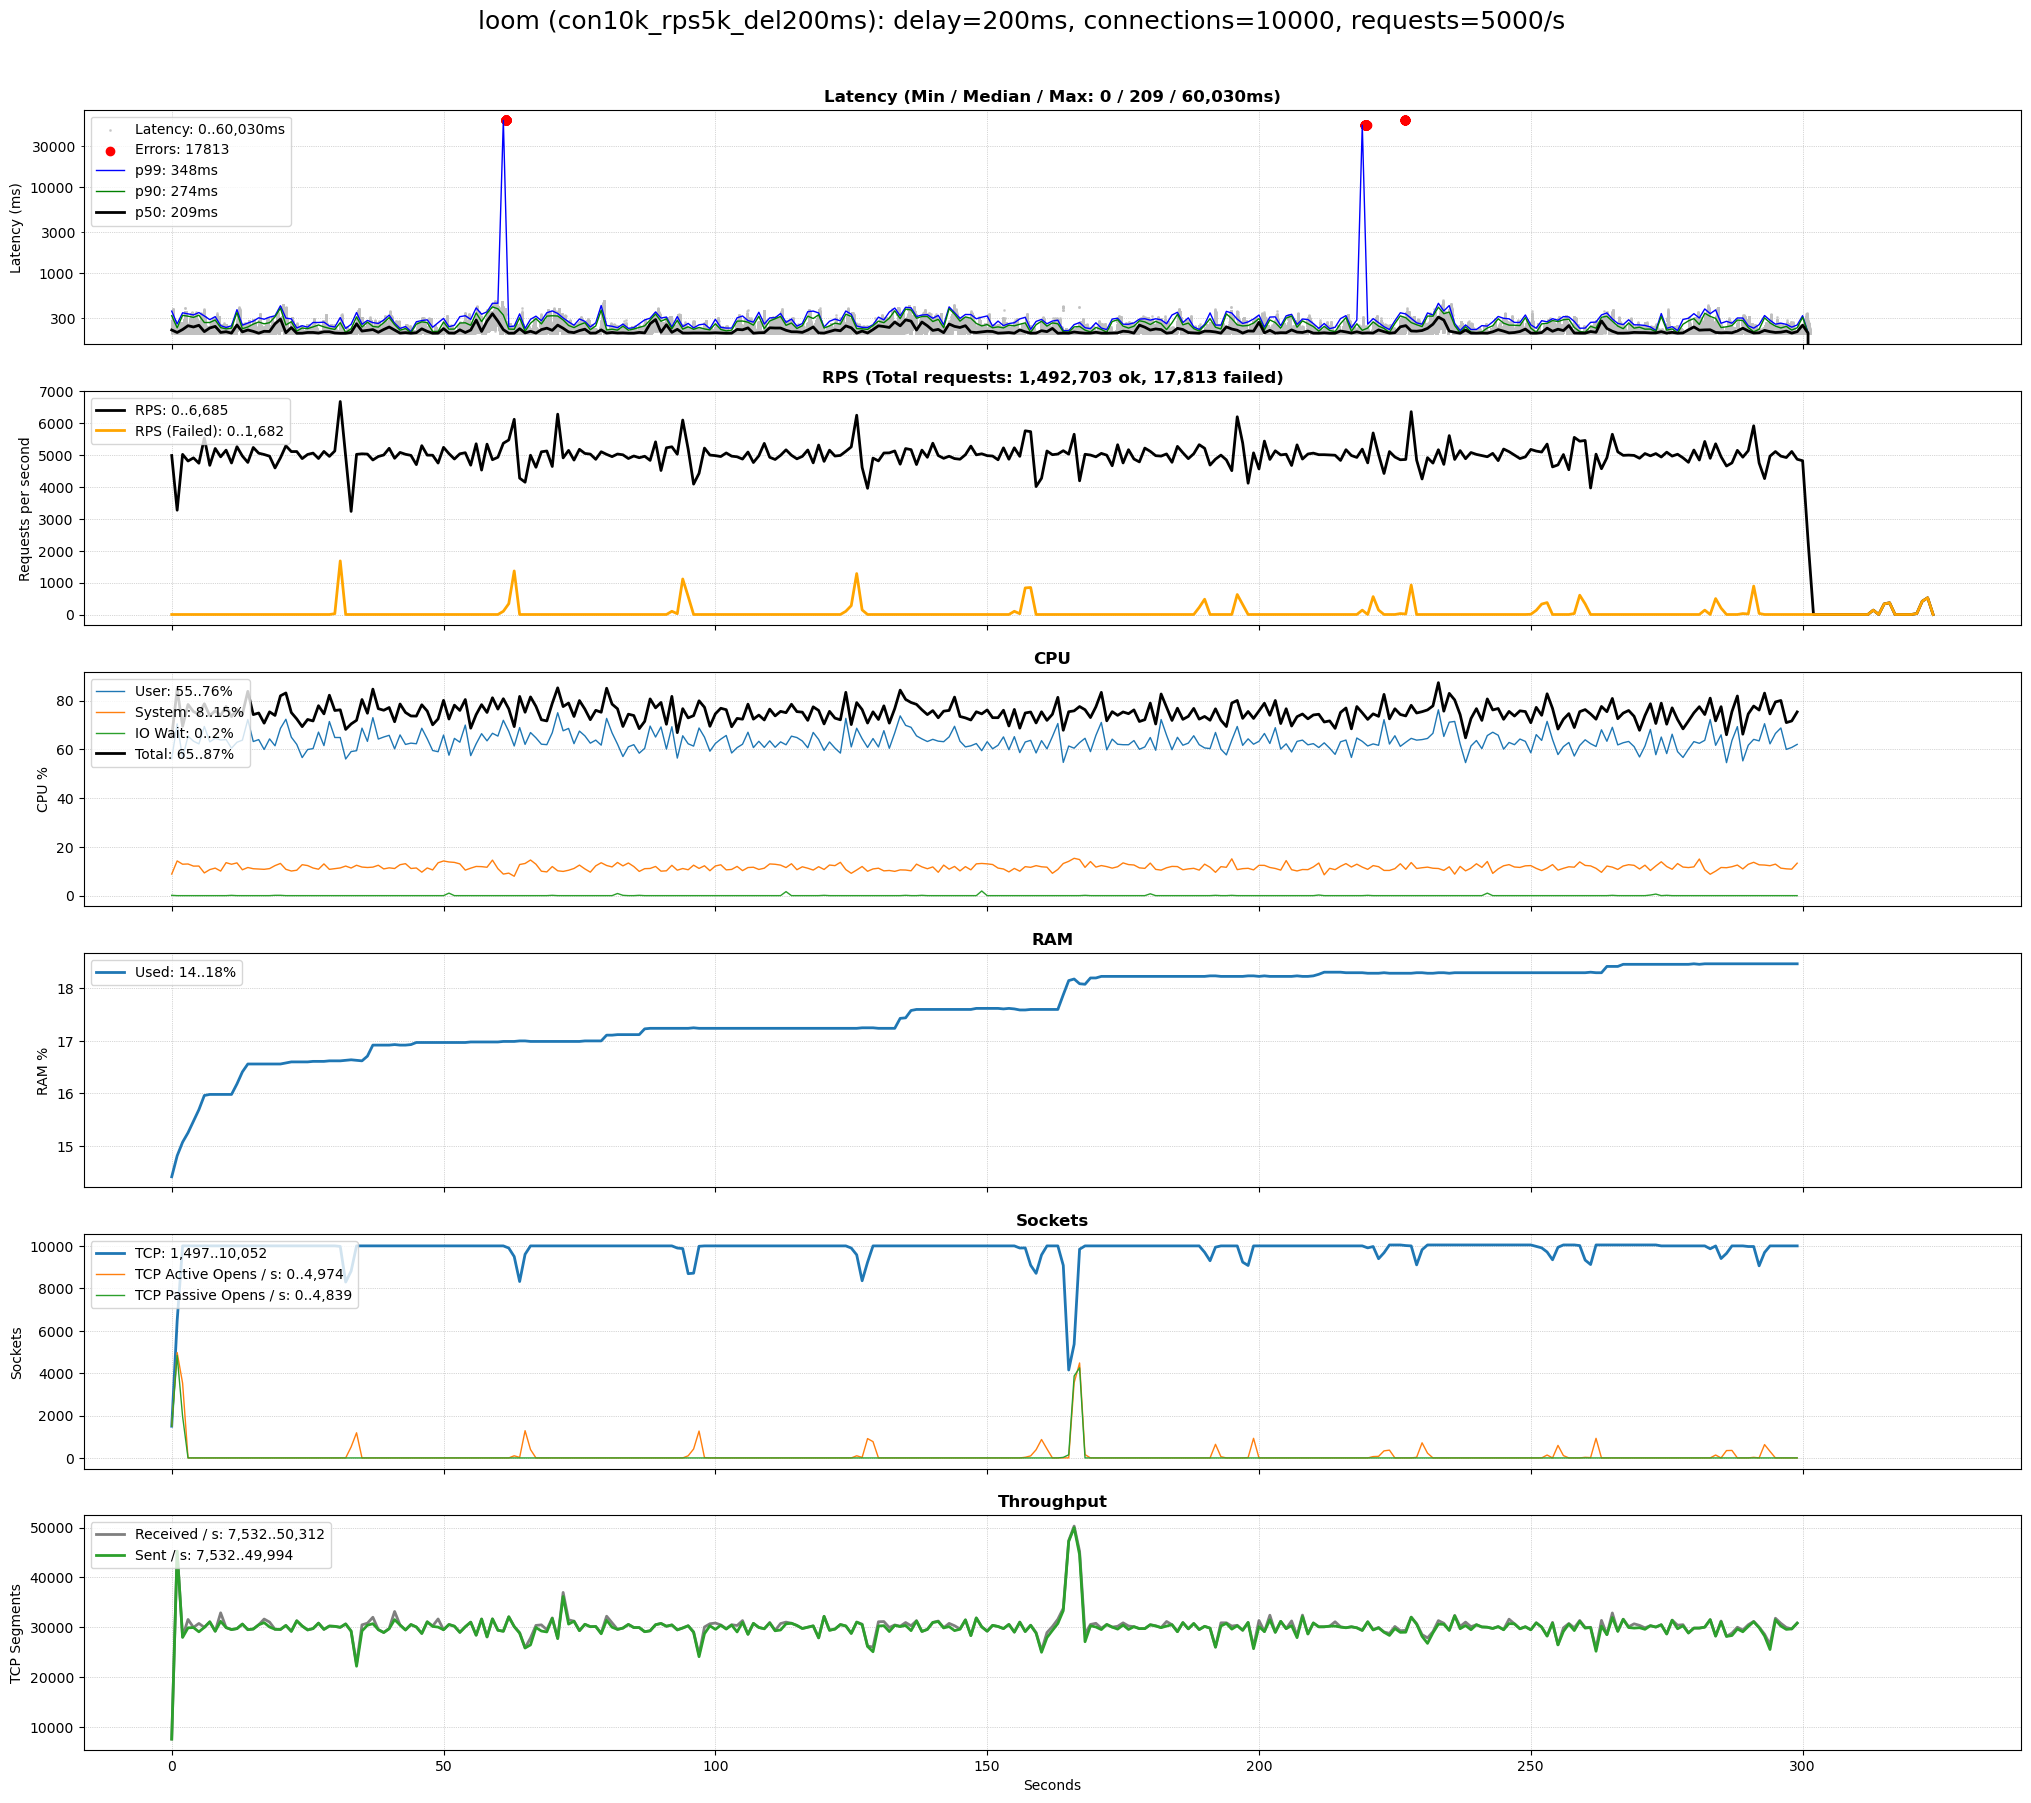 loom (con10k_rps5k_del200ms): delay=200ms, connections=10000, requests=5000/s
Latency (Min / Median / Max: 0 / 209 / 60,030ms)
Latency (ms)
30000
10000
3000
1000
300
Latency: 0..60,030ms
Errors: 17813
p99: 348ms
p90: 274ms
p50: 209ms
RPS (Total requests: 1,492,703 ok, 17,813 failed)
Requests per second
7000
6000
5000
4000
3000
2000
1000
0
RPS: 0..6,685
RPS (Failed): 0..1,682
CPU
CPU %
80
60
40
20
0
User: 55..76%
System: 8..15%
IO Wait: 0..2%
Total: 65..87%
RAM
RAM %
18
17
16
15
Used: 14..18%
Sockets
Sockets
10000
8000
6000
4000
2000
0
TCP: 1,497..10,052
TCP Active Opens / s: 0..4,974
TCP Passive Opens / s: 0..4,839
Throughput
TCP Segments
50000
40000
30000
20000
10000
Received / s: 7,532..50,312
Sent / s: 7,532..49,994
0
50
100
150
200
250
300
Seconds